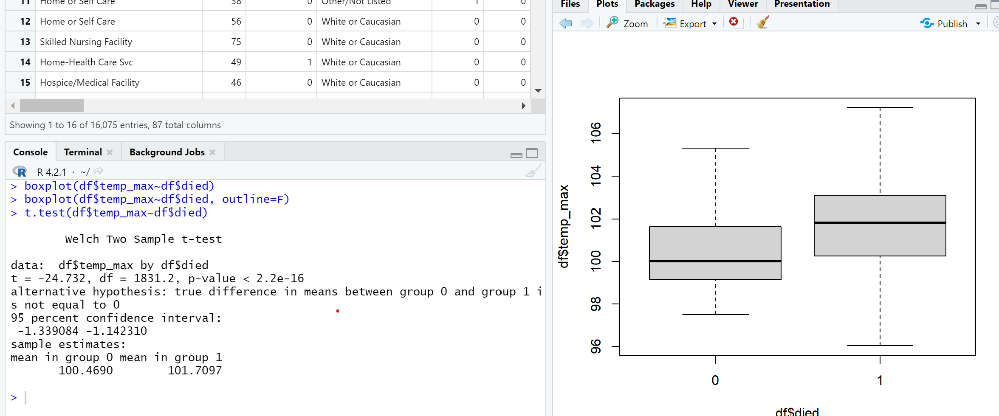 11 Home or Self Care 38 0 Other/Not Listed 1 0
12 Home or Self Care 56 0 White or Caucasian 0 0
13 Skilled Nursing Facility 75 0 White or Caucasian 0 0
14 Home-Health Care Svc 49 1 White or Caucasian 0 0
15 Hospice/Medical Facility 46 0 White or Caucasian 0 0
Showing 1 to 16 of 16,075 entries, 87 total columns
Console Terminal Background Jobs
R R 4.2.1 · ~/
> boxplot(df$temp_max~df$died)
> boxplot(df$temp_max~df$died, outline=F)
> t.test(df$temp_max~df$died)
Welch Two Sample t-test
data: df$temp_max by df$died
t = -24.732, df = 1831.2, p-value < 2.2e-16
alternative hypothesis: true difference in means between group 0 and group 1 i
s not equal to 0
95 percent confidence interval:
-1.339084 -1.142310
sample estimates:
mean in group 0 mean in group 1
100.4690 101.7097
>
Files Plots Packages Help Viewer Presentation
Zoom Export Publish
df$temp_max
106
104
102
100
98
96
0 1
df$died